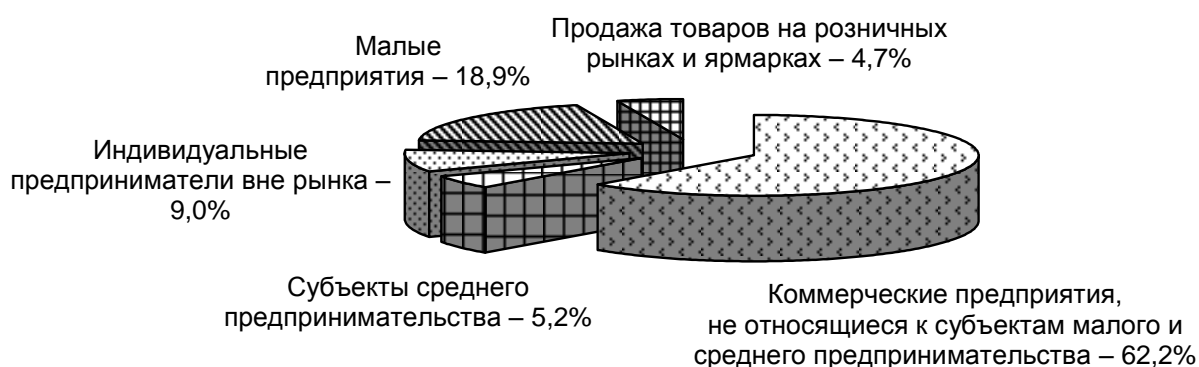 Продажа товаров на розничных
рынках и ярмарках – 4,7%
Малые
предприятия – 18,9%
Индивидуальные
предприниматели вне рынка –
9,0%
Субъекты среднего
предпринимательства – 5,2%
Коммерческие предприятия,
не относящиеся к субъектам малого и
среднего предпринимательства – 62,2%